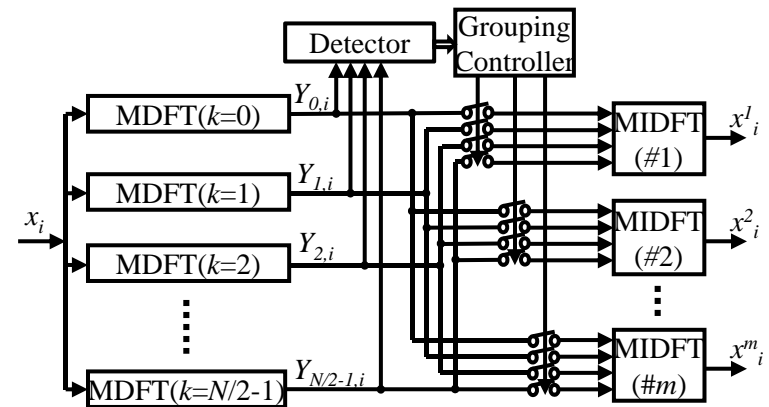 Detector
Grouping
Controller
MDFT(k=0)
Y0,i
MIDFT
(#1)
x1i
MDFT(k=1)
Y1,i
xi
MDFT(k=2)
Y2,i
MIDFT
(#2)
x2i
MDFT(k=N/2-1)
YN/2-1,i
MIDFT
(#m)
xmi